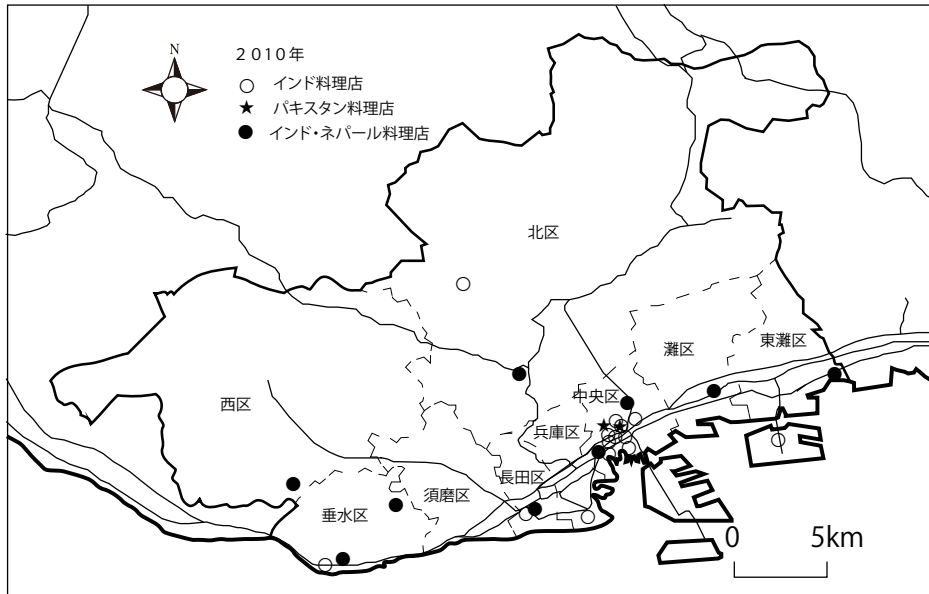 N
2010年
インド料理店
パキスタン料理店
インド・ネパール料理店
北区
灘区
東灘区
西区
中央区
兵庫区
長田区
須磨区
垂水区
0 5km